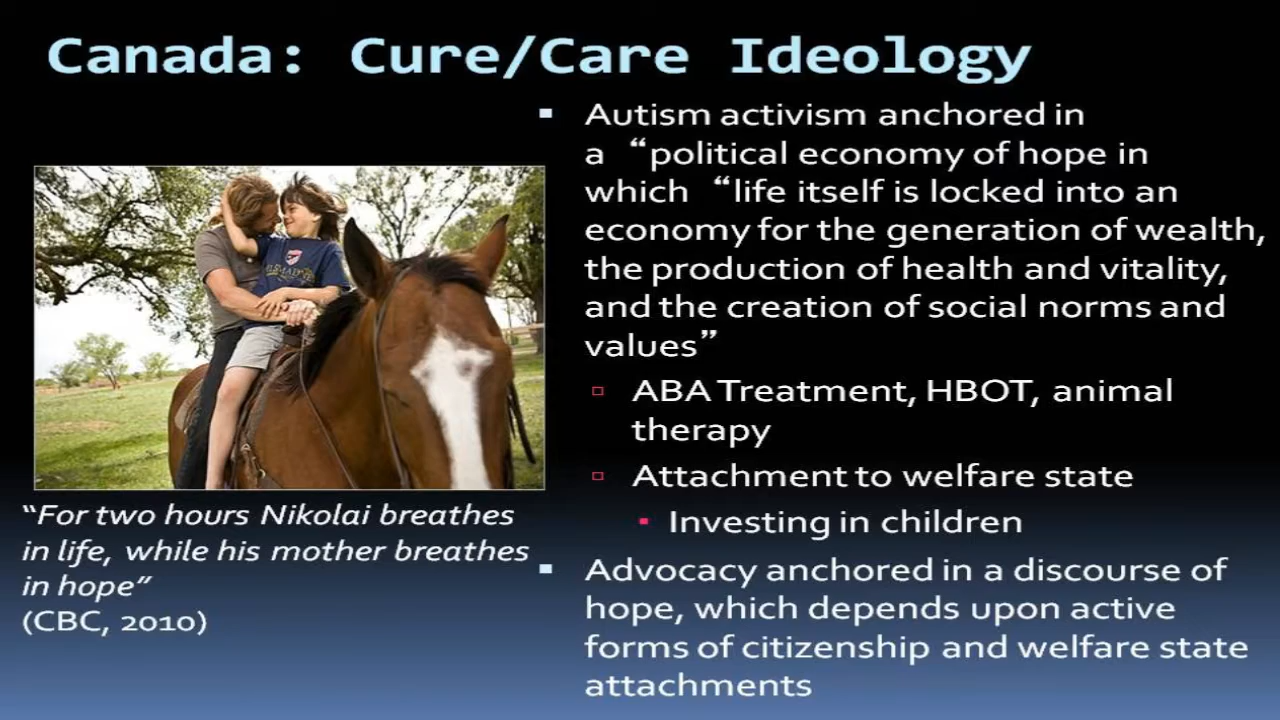 Canada: Cure/Care Ideology
Autism activism anchored in
a “political economy of hope in
which “life itself is locked into an
economy for the generation of wealth,
the production of health and vitality,
and the creation of social norms and
values”
ABA Treatment, HBOT, animal
therapy
Attachment to welfare state
Investing in children
Advocacy anchored in a discourse of
hope, which depends upon active
forms of citizenship and welfare state
attachments
“For two hours Nikolai breathes
in life, while his mother breathes
in hope”
(CBC, 2010)